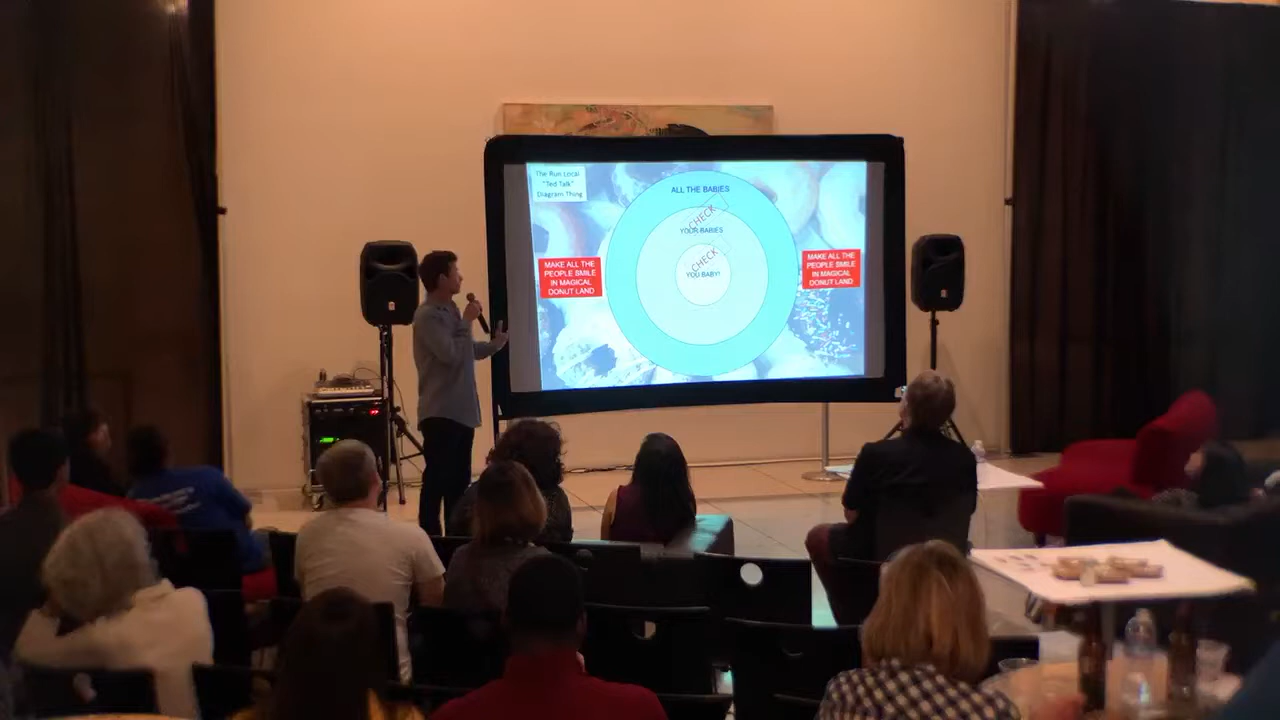 The Run Local
"Ted Talk"
Diagram Thing
ALL THE BABIES
CHECK
YOUR BABIES
CHECK
YOU BABY!
MAKE ALL THE
PEOPLE SMILE
IN MAGICAL
DONUT LAND
MAKE ALL THE
PEOPLE SMILE
IN MAGICAL
DONUT LAND